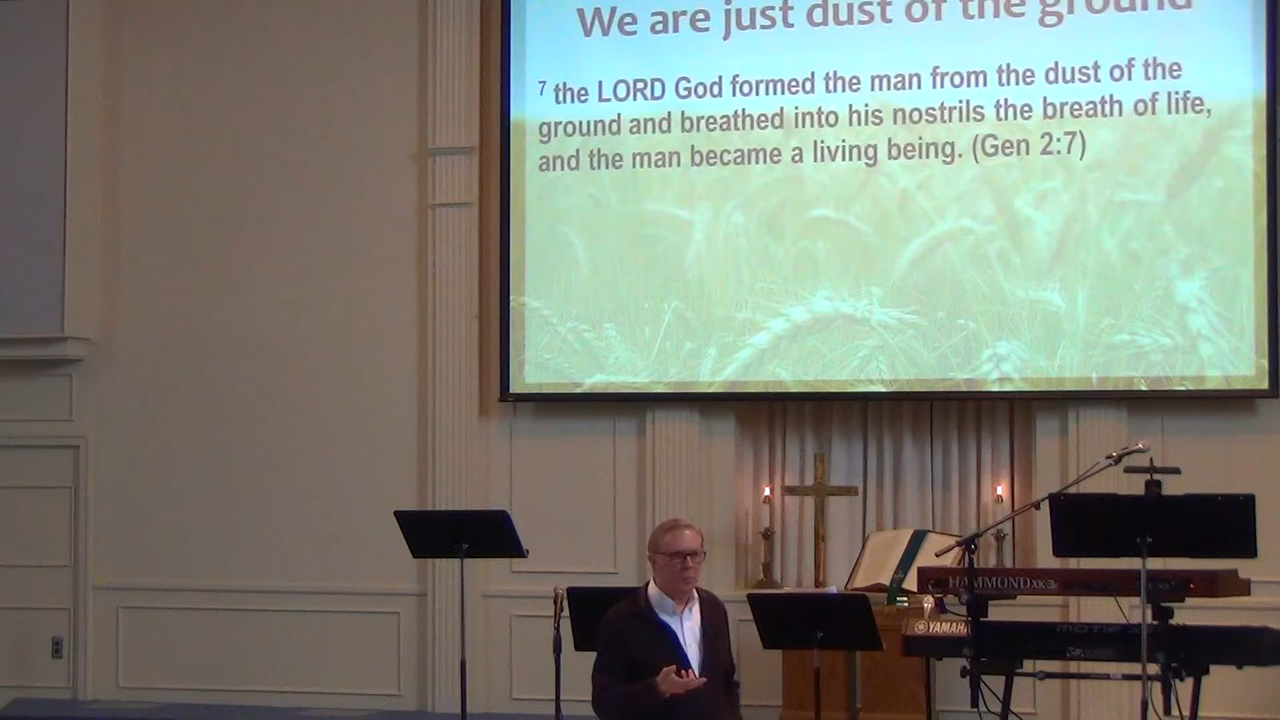 We are just dust of the ground
7 the LORD God formed the man from the dust of the
ground and breathed into his nostrils the breath of life,
and the man became a living being. (Gen 2:7)
HAMMOND XK-3c
YAMAHA
MOTIF